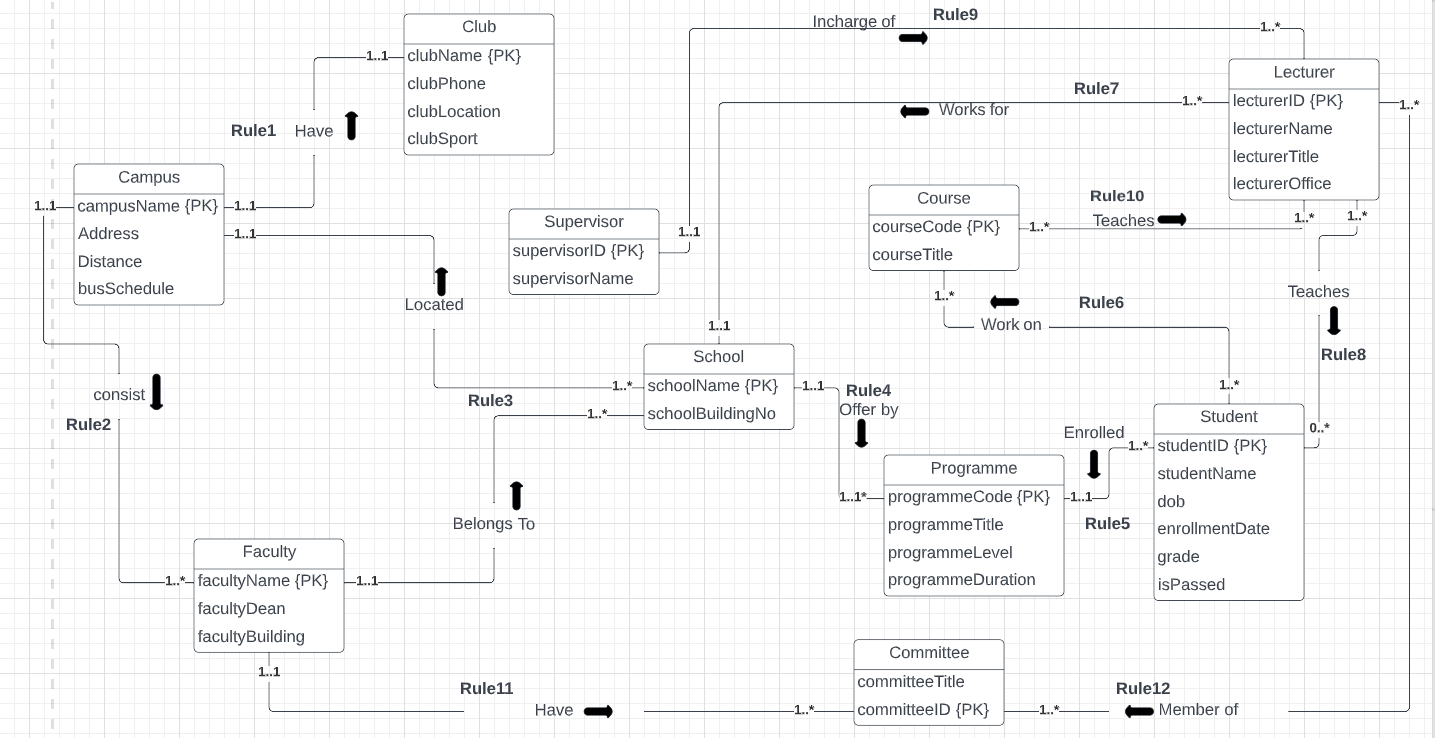 Club
clubName {PK}
clubPhone
clubLocation
clubSport
1..1
Rule1
Have
Campus
campusName {PK}
Address
Distance
busSchedule
1..1
1..1
1..1
Incharge of
Rule9
1..*
Lecturer
lecturerID {PK}
lecturerName
lecturerTitle
lecturerOffice
Rule7
Works for
1..*
1..*
Supervisor
supervisorID {PK}
supervisorName
1..1
Course
courseCode {PK}
courseTitle
Rule10
Teaches
1..*
1..*
1..*
1..*
Rule6
Work on
Teaches
Rule8
Located
1..1
School
schoolName {PK}
schoolBuildingNo
1..*
1..*
1..1
Rule3
Rule4
Offer by
1..1*
consist
Rule2
Programme
programmeCode {PK}
programmeTitle
programmeLevel
programmeDuration
1..1
Enrolled
Rule5
1..*
1..*
0..*
Student
studentID {PK}
studentName
dob
enrollmentDate
grade
isPassed
Belongs To
Faculty
facultyName {PK}
facultyDean
facultyBuilding
1..*
1..1
1..1
Rule11
Have
1..*
Committee
committeeTitle
committeeID {PK}
1..*
Rule12
Member of